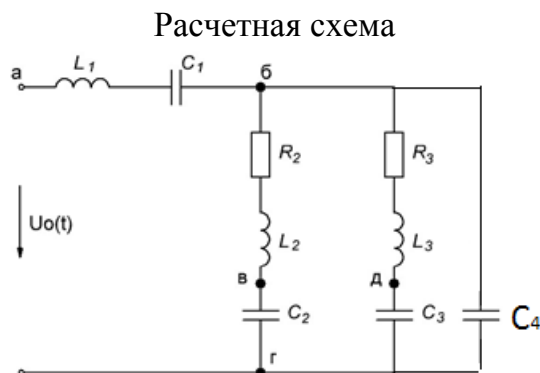 Расчетная схема
а
L1
C1
б
R2
R3
Uo(t)
L2
L3
в
д
C2
C3
C4
г